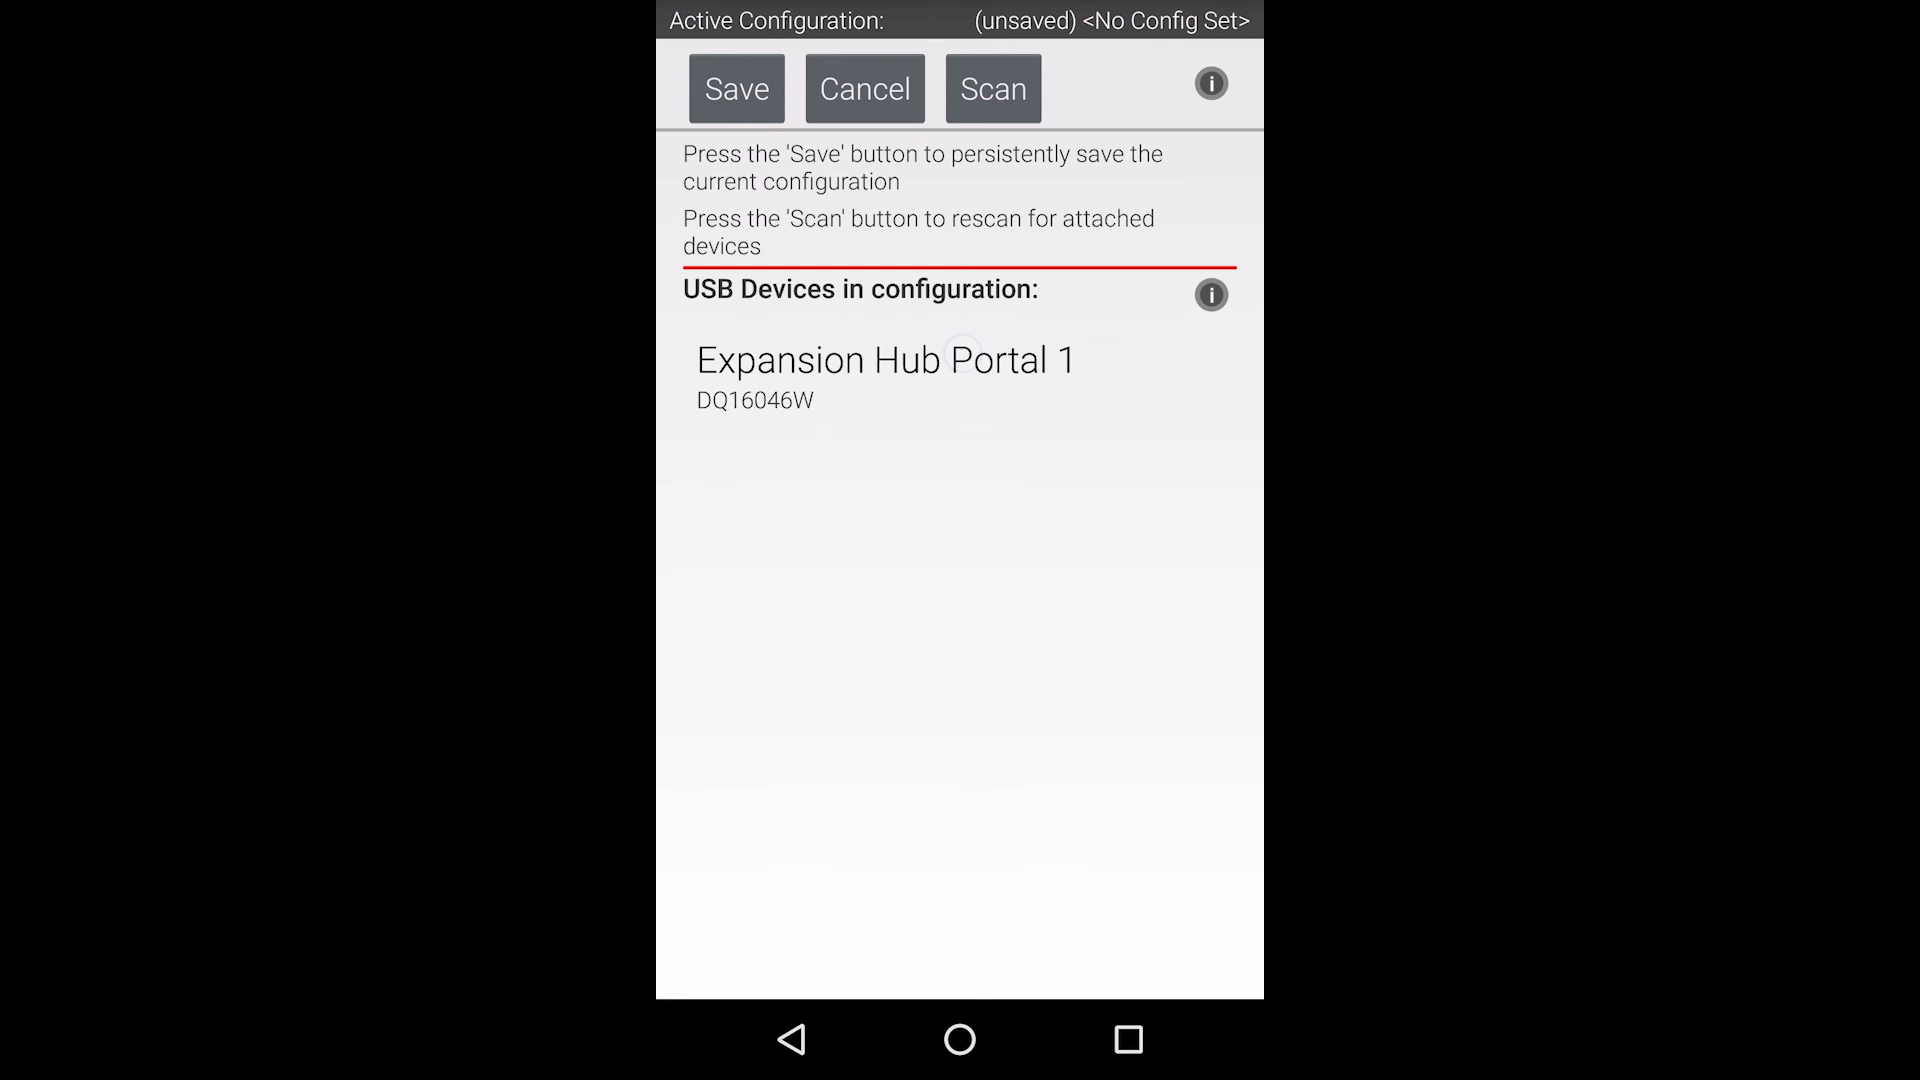 Active Configuration: (unsaved) <No Config Set>
Save Cancel Scan
Press the 'Save' button to persistently save the
current configuration
Press the 'Scan' button to rescan for attached
devices
USB Devices in configuration:
Expansion Hub Portal 1
DQ16046W